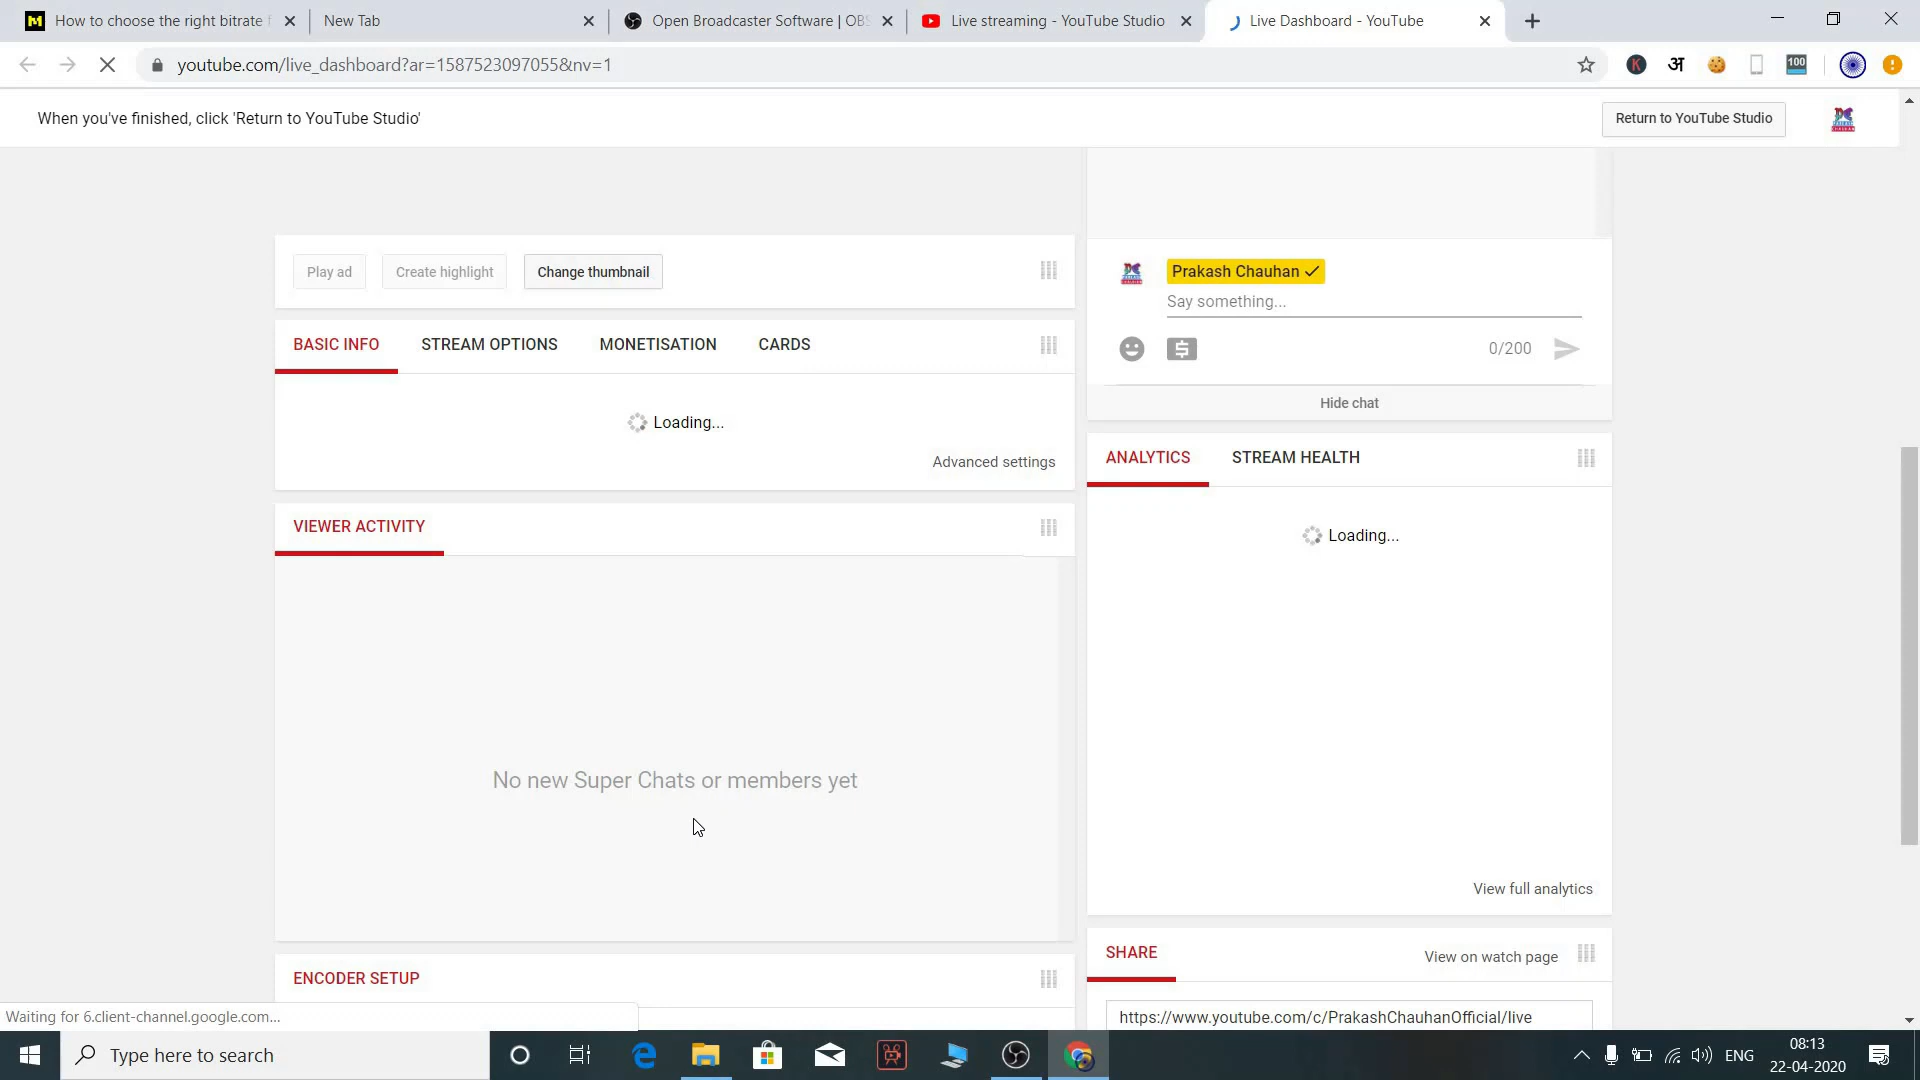 How to choose the right bitrate f
New Tab
Open Broadcaster Software | OBS
Live streaming - YouTube Studio
Live Dashboard - YouTube
youtube.com/live_dashboard?ar=1587523097055&nv=1
K
अ
100
When you've finished, click 'Return to YouTube Studio'
Return to YouTube Studio
Play ad
Create highlight
Change thumbnail
Prakash Chauhan
Say something...
0/200
Hide chat
BASIC INFO
STREAM OPTIONS
MONETISATION
CARDS
Loading...
Advanced settings
ANALYTICS
STREAM HEALTH
Loading...
View full analytics
VIEWER ACTIVITY
No new Super Chats or members yet
ENCODER SETUP
SHARE
View on watch page
https://www.youtube.com/c/PrakashChauhanOfficial/live
Waiting for 6.client-channel.google.com...
Type here to search
ENG
08:13
22-04-2020